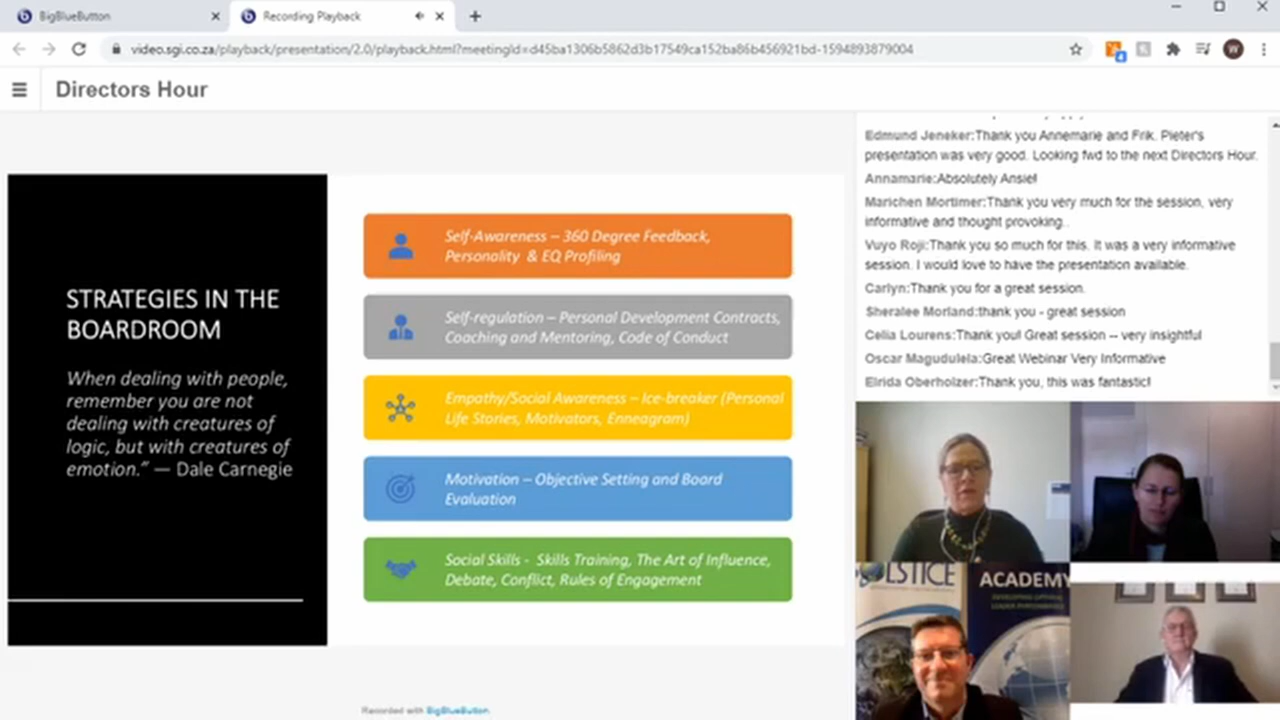 BigBlueButton
Recording Playback
video.sgi.co.za/playback/presentation/2.0/playback.html?meetingId=d45ba1306b5862d3b17549ca152ba86b456921bd-1594893879004
4
W
Directors Hour
STRATEGIES IN THE
BOARDROOM
When dealing with people,
remember you are not
dealing with creatures of
logic, but with creatures of
emotion.” — Dale Carnegie
Self-Awareness – 360 Degree Feedback,
Personality & EQ Profiling
Self-regulation – Personal Development Contracts,
Coaching and Mentoring, Code of Conduct
Empathy/Social Awareness – Ice-breaker (Personal
Life Stories, Motivators, Enneagram)
Motivation – Objective Setting and Board
Evaluation
Social Skills - Skills Training, The Art of Influence,
Debate, Conflict, Rules of Engagement
Recorded with BigBlueButton
Edmund Jeneker:Thank you Annemarie and Frik. Pieter's
presentation was very good. Looking fwd to the next Directors Hour.
Annamarie:Absolutely Ansie!
Marichen Mortimer:Thank you very much for the session, very
informative and thought provoking..
Vuyo Roji:Thank you so much for this. It was a very informative
session. I would love to have the presentation available.
Carlyn:Thank you for a great session.
Sheralee Morland:thank you - great session
Celia Lourens:Thank you! Great session -- very insightful
Oscar Magudulela:Great Webinar Very Informative
Elrida Oberholzer:Thank you, this was fantastic!
OLSTICE
ACADEMY